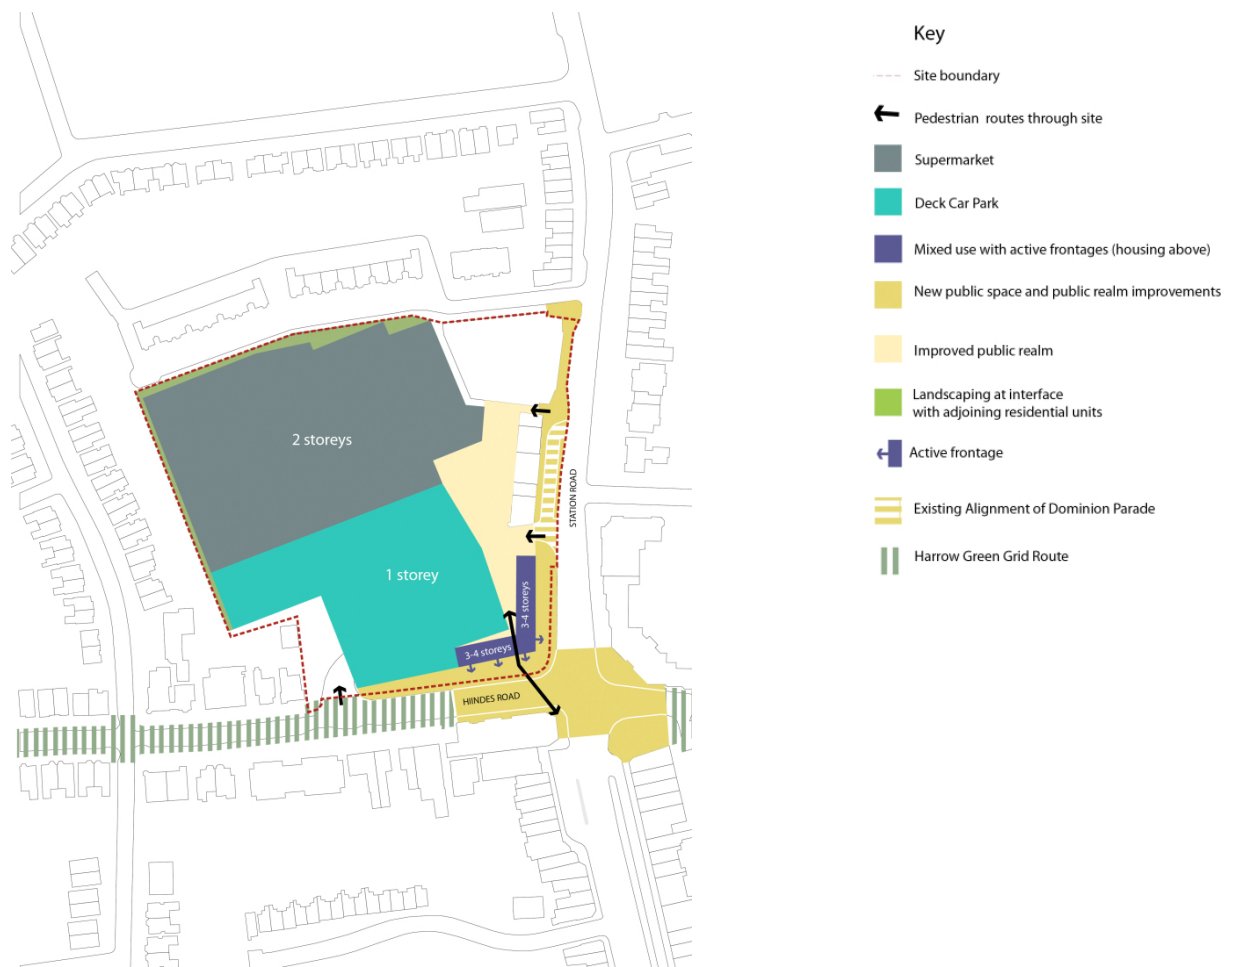 Key
Site boundary
Pedestrian routes through site
Supermarket
Deck Car Park
Mixed use with active frontages (housing above)
New public space and public realm improvements
Improved public realm
Landscaping at interface
with adjoining residential units
Active frontage
Existing Alignment of Dominion Parade
Harrow Green Grid Route
2 storeys
STATION ROAD
1 storey
3-4 storeys
3-4 storeys
HIINDES ROAD